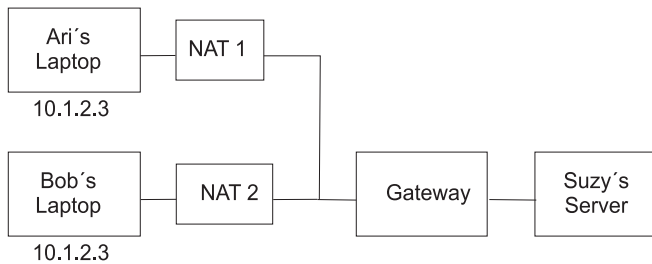 Ari´s
Laptop
NAT 1
10.1.2.3
Bob´s
Laptop
NAT 2
Gateway
Suzy´s
Server
10.1.2.3